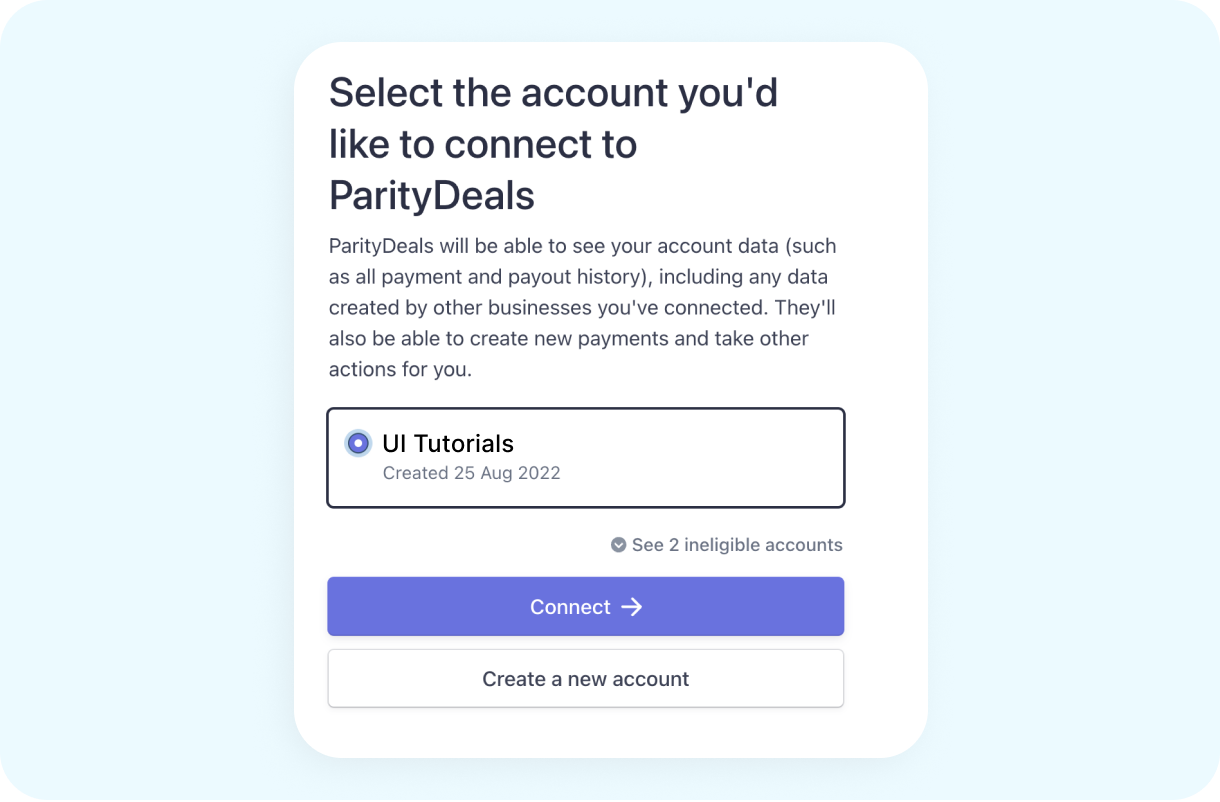 Select the account you'd
like to connect to
ParityDeals
ParityDeals will be able to see your account data (such
as all payment and payout history), including any data
created by other businesses you've connected. They'll
also be able to create new payments and take other
actions for you.
UI Tutorials
Created 25 Aug 2022
See 2 ineligible accounts
Connect →
Create a new account